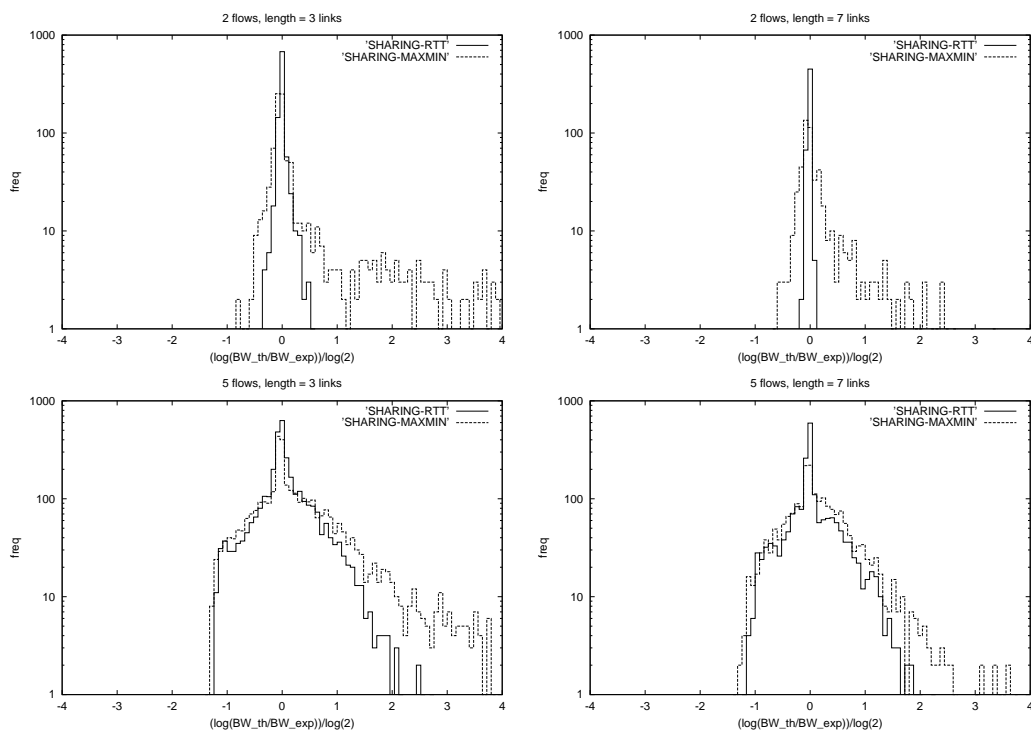 2 flows, length = 3 links
1000
100
10
1
freq
'SHARING-RTT'
'SHARING-MAXMIN'
-4 -3 -2 -1 0 1 2 3 4
(log(BW_th/BW_exp))/log(2)
2 flows, length = 7 links
1000
100
10
1
freq
'SHARING-RTT'
'SHARING-MAXMIN'
-4 -3 -2 -1 0 1 2 3 4
(log(BW_th/BW_exp))/log(2)
5 flows, length = 3 links
1000
100
10
1
freq
'SHARING-RTT'
'SHARING-MAXMIN'
-4 -3 -2 -1 0 1 2 3 4
(log(BW_th/BW_exp))/log(2)
5 flows, length = 7 links
1000
100
10
1
freq
'SHARING-RTT'
'SHARING-MAXMIN'
-4 -3 -2 -1 0 1 2 3 4
(log(BW_th/BW_exp))/log(2)